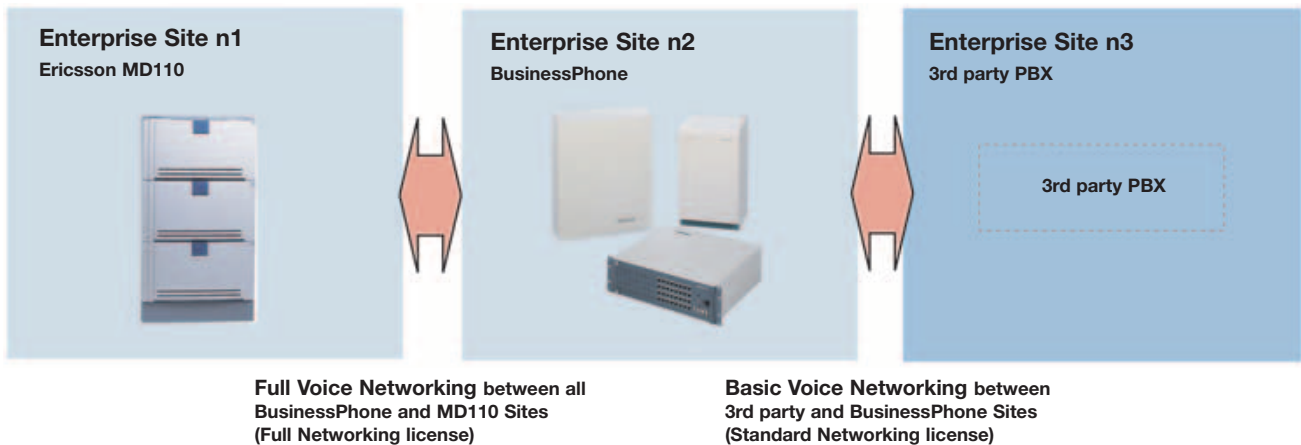 Enterprise Site n1
Ericsson MD110
Enterprise Site n2
BusinessPhone
Enterprise Site n3
3rd party PBX
3rd party PBX
Full Voice Networking between all
BusinessPhone and MD110 Sites
(Full Networking license)
Basic Voice Networking between
3rd party and BusinessPhone Sites
(Standard Networking license)